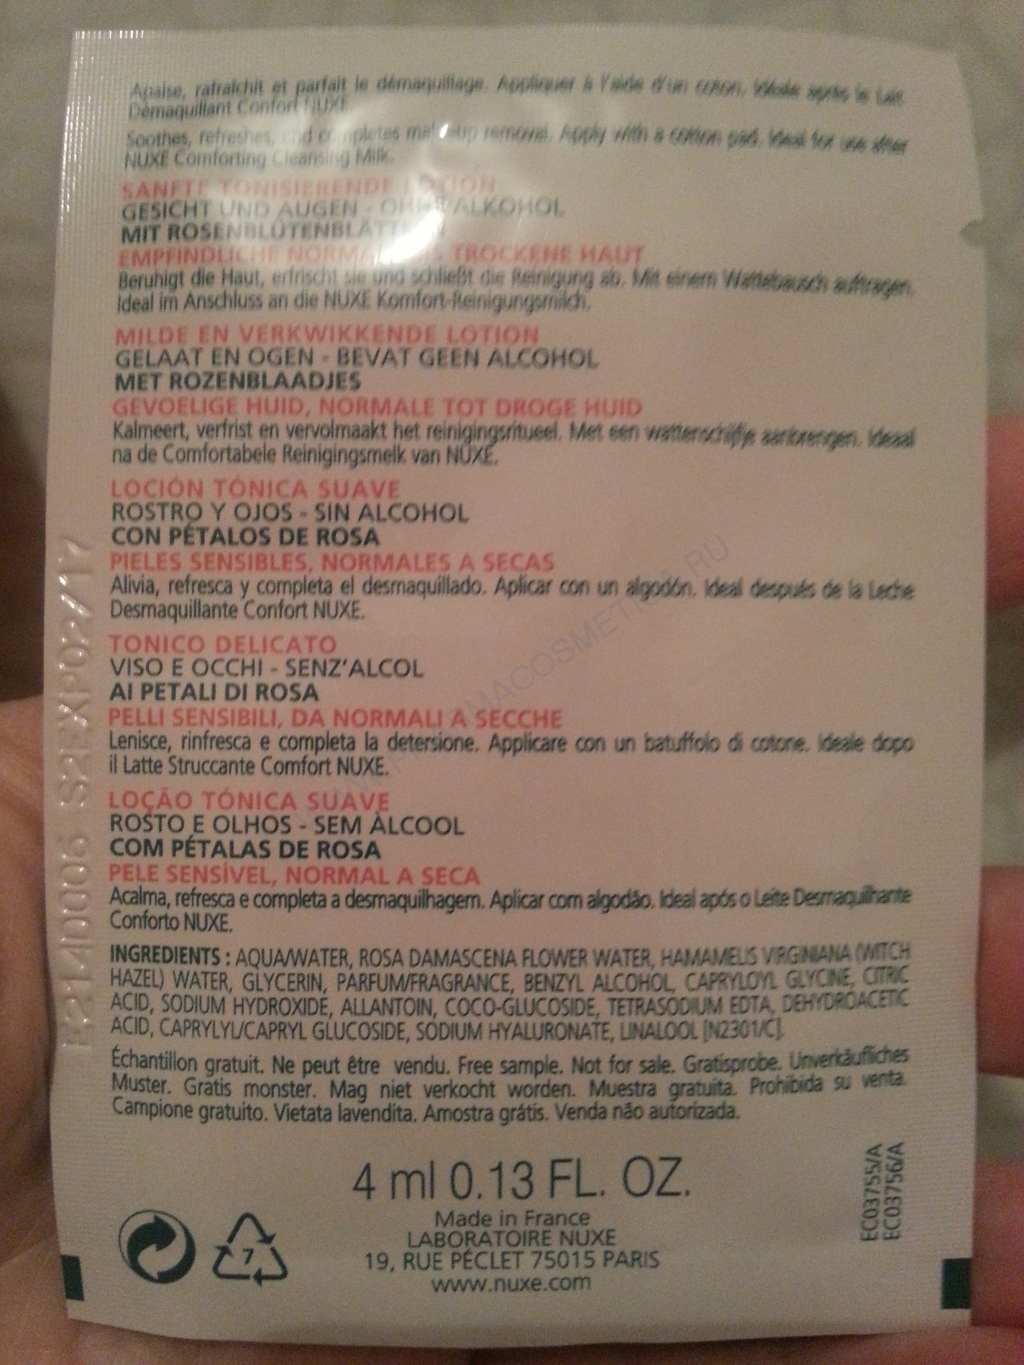 Apaise, rafraîchit et parfait le démaquillage. Appliquer à l'aide d'un coton. Idéale après le Lait
Démaquillant Confort NUXE.
Soothes, refreshes, and completes make-up removal. Apply with a cotton pad. Ideal for use after
NUXE Comforting Cleansing Milk.
SANFTE TONISIERENDE LOTION
GESICHT UND AUGEN - OHNE ALKOHOL
MIT ROSENBLÜTENBLÄTTERN
EMPFINDLICHE NORMALE BIS TROCKENE HAUT
Beruhigt die Haut, erfrischt sie und schließt die Reinigung ab. Mit einem Wattebausch auftragen.
Ideal im Anschluss an die NUXE Komfort-Reinigungsmilch.
MILDE EN VERKWIKKENDE LOTION
GELAAT EN OGEN - BEVAT GEEN ALCOHOL
MET ROZENBLAADJES
GEVOELIGE HUID, NORMALE TOT DROGE HUID
Kalmeert, verfrist en vervolmaakt het reinigingsritueel. Met een wattenschijfje aanbrengen. Ideaal
na de Comfortabele Reinigingsmelk van NUXE.
LOCIÓN TÓNICA SUAVE
ROSTRO Y OJOS - SIN ALCOHOL
CON PÉTALOS DE ROSA
PIELES SENSIBLES, NORMALES A SECAS
Alivia, refresca y completa el desmaquillado. Aplicar con un algodón. Ideal después de la Leche
Desmaquillante Confort NUXE.
TONICO DELICATO
VISO E OCCHI - SENZ'ALCOL
AI PETALI DI ROSA
PELLI SENSIBILI, DA NORMALI A SECCHE
Lenisce, rinfresca e completa la detersione. Applicare con un batuffolo di cotone. Ideale dopo
il Latte Struccante Comfort NUXE.
LOÇÃO TÓNICA SUAVE
ROSTO E OLHOS - SEM ÀLCOOL
COM PÉTALAS DE ROSA
PELE SENSÍVEL, NORMAL A SECA
Acalma, refresca e completa a desmaquilhagem. Aplicar com algodão. Ideal após o Leite Desmaquilhante
Conforto NUXE.
INGREDIENTS : AQUA/WATER, ROSA DAMASCENA FLOWER WATER, HAMAMELIS VIRGINIANA (WITCH
HAZEL) WATER, GLYCERIN, PARFUM/FRAGRANCE, BENZYL ALCOHOL, CAPRYLOYL GLYCINE, CITRIC
ACID, SODIUM HYDROXIDE, ALLANTOIN, COCO-GLUCOSIDE, TETRASODIUM EDTA, DEHYDROACETIC
ACID, CAPRYLYL/CAPRYL GLUCOSIDE, SODIUM HYALURONATE, LINALOOL [N2301/C].
Échantillon gratuit. Ne peut être vendu. Free sample. Not for sale. Gratisprobe. Unverkäufliches
Muster. Gratis monster. Mag niet verkocht worden. Muestra gratuita. Prohibida su venta.
Campione gratuito. Vietata lavendita. Amostra grátis. Venda não autorizada.
4 ml 0.13 FL. OZ.
Made in France
LABORATOIRE NUXE
19, RUE PÉCLET 75015 PARIS
www.nuxe.com
7
EC03755/A
EC03756/A
S2EXP02/17